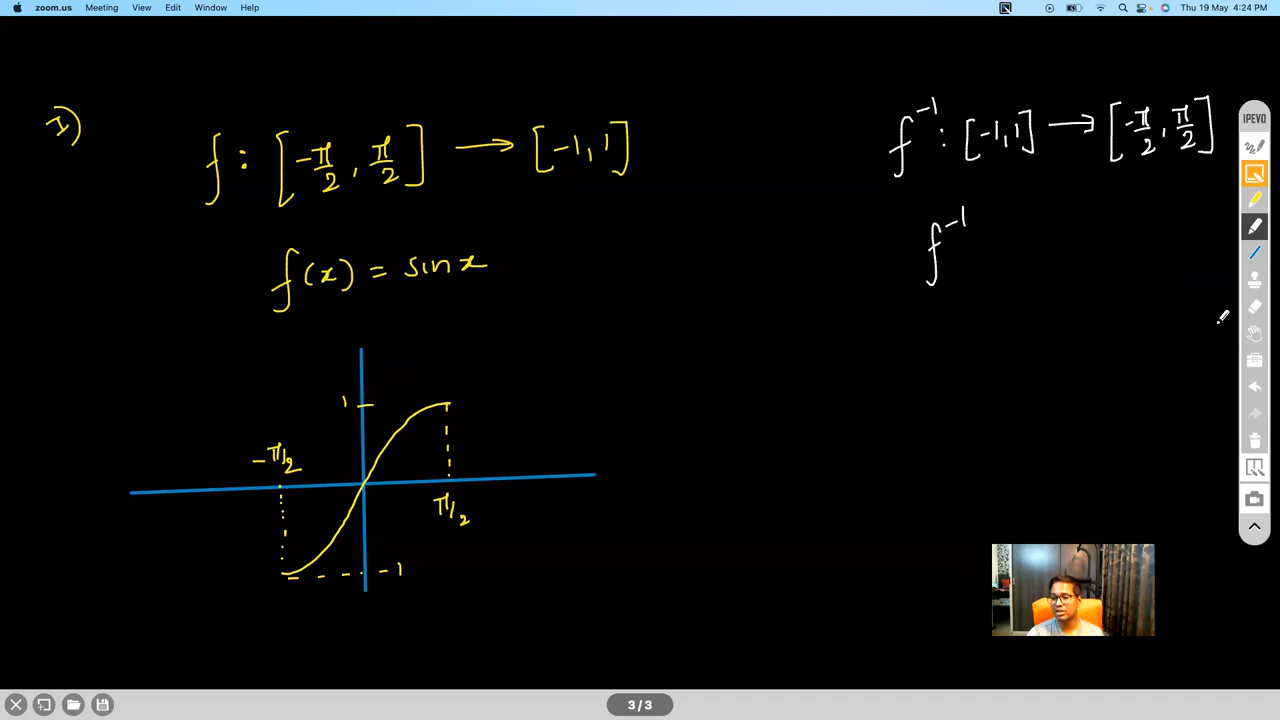 zoom.us Meeting View Edit Window Help Thu 19 May 4:24 PM
I) f : [-π/2, π/2] → [-1, 1]
f⁻¹ : [-1, 1] → [-π/2, π/2]
f(x) = sin x
f⁻¹
1
-π/2
π/2
-1
IPEVO
3/3